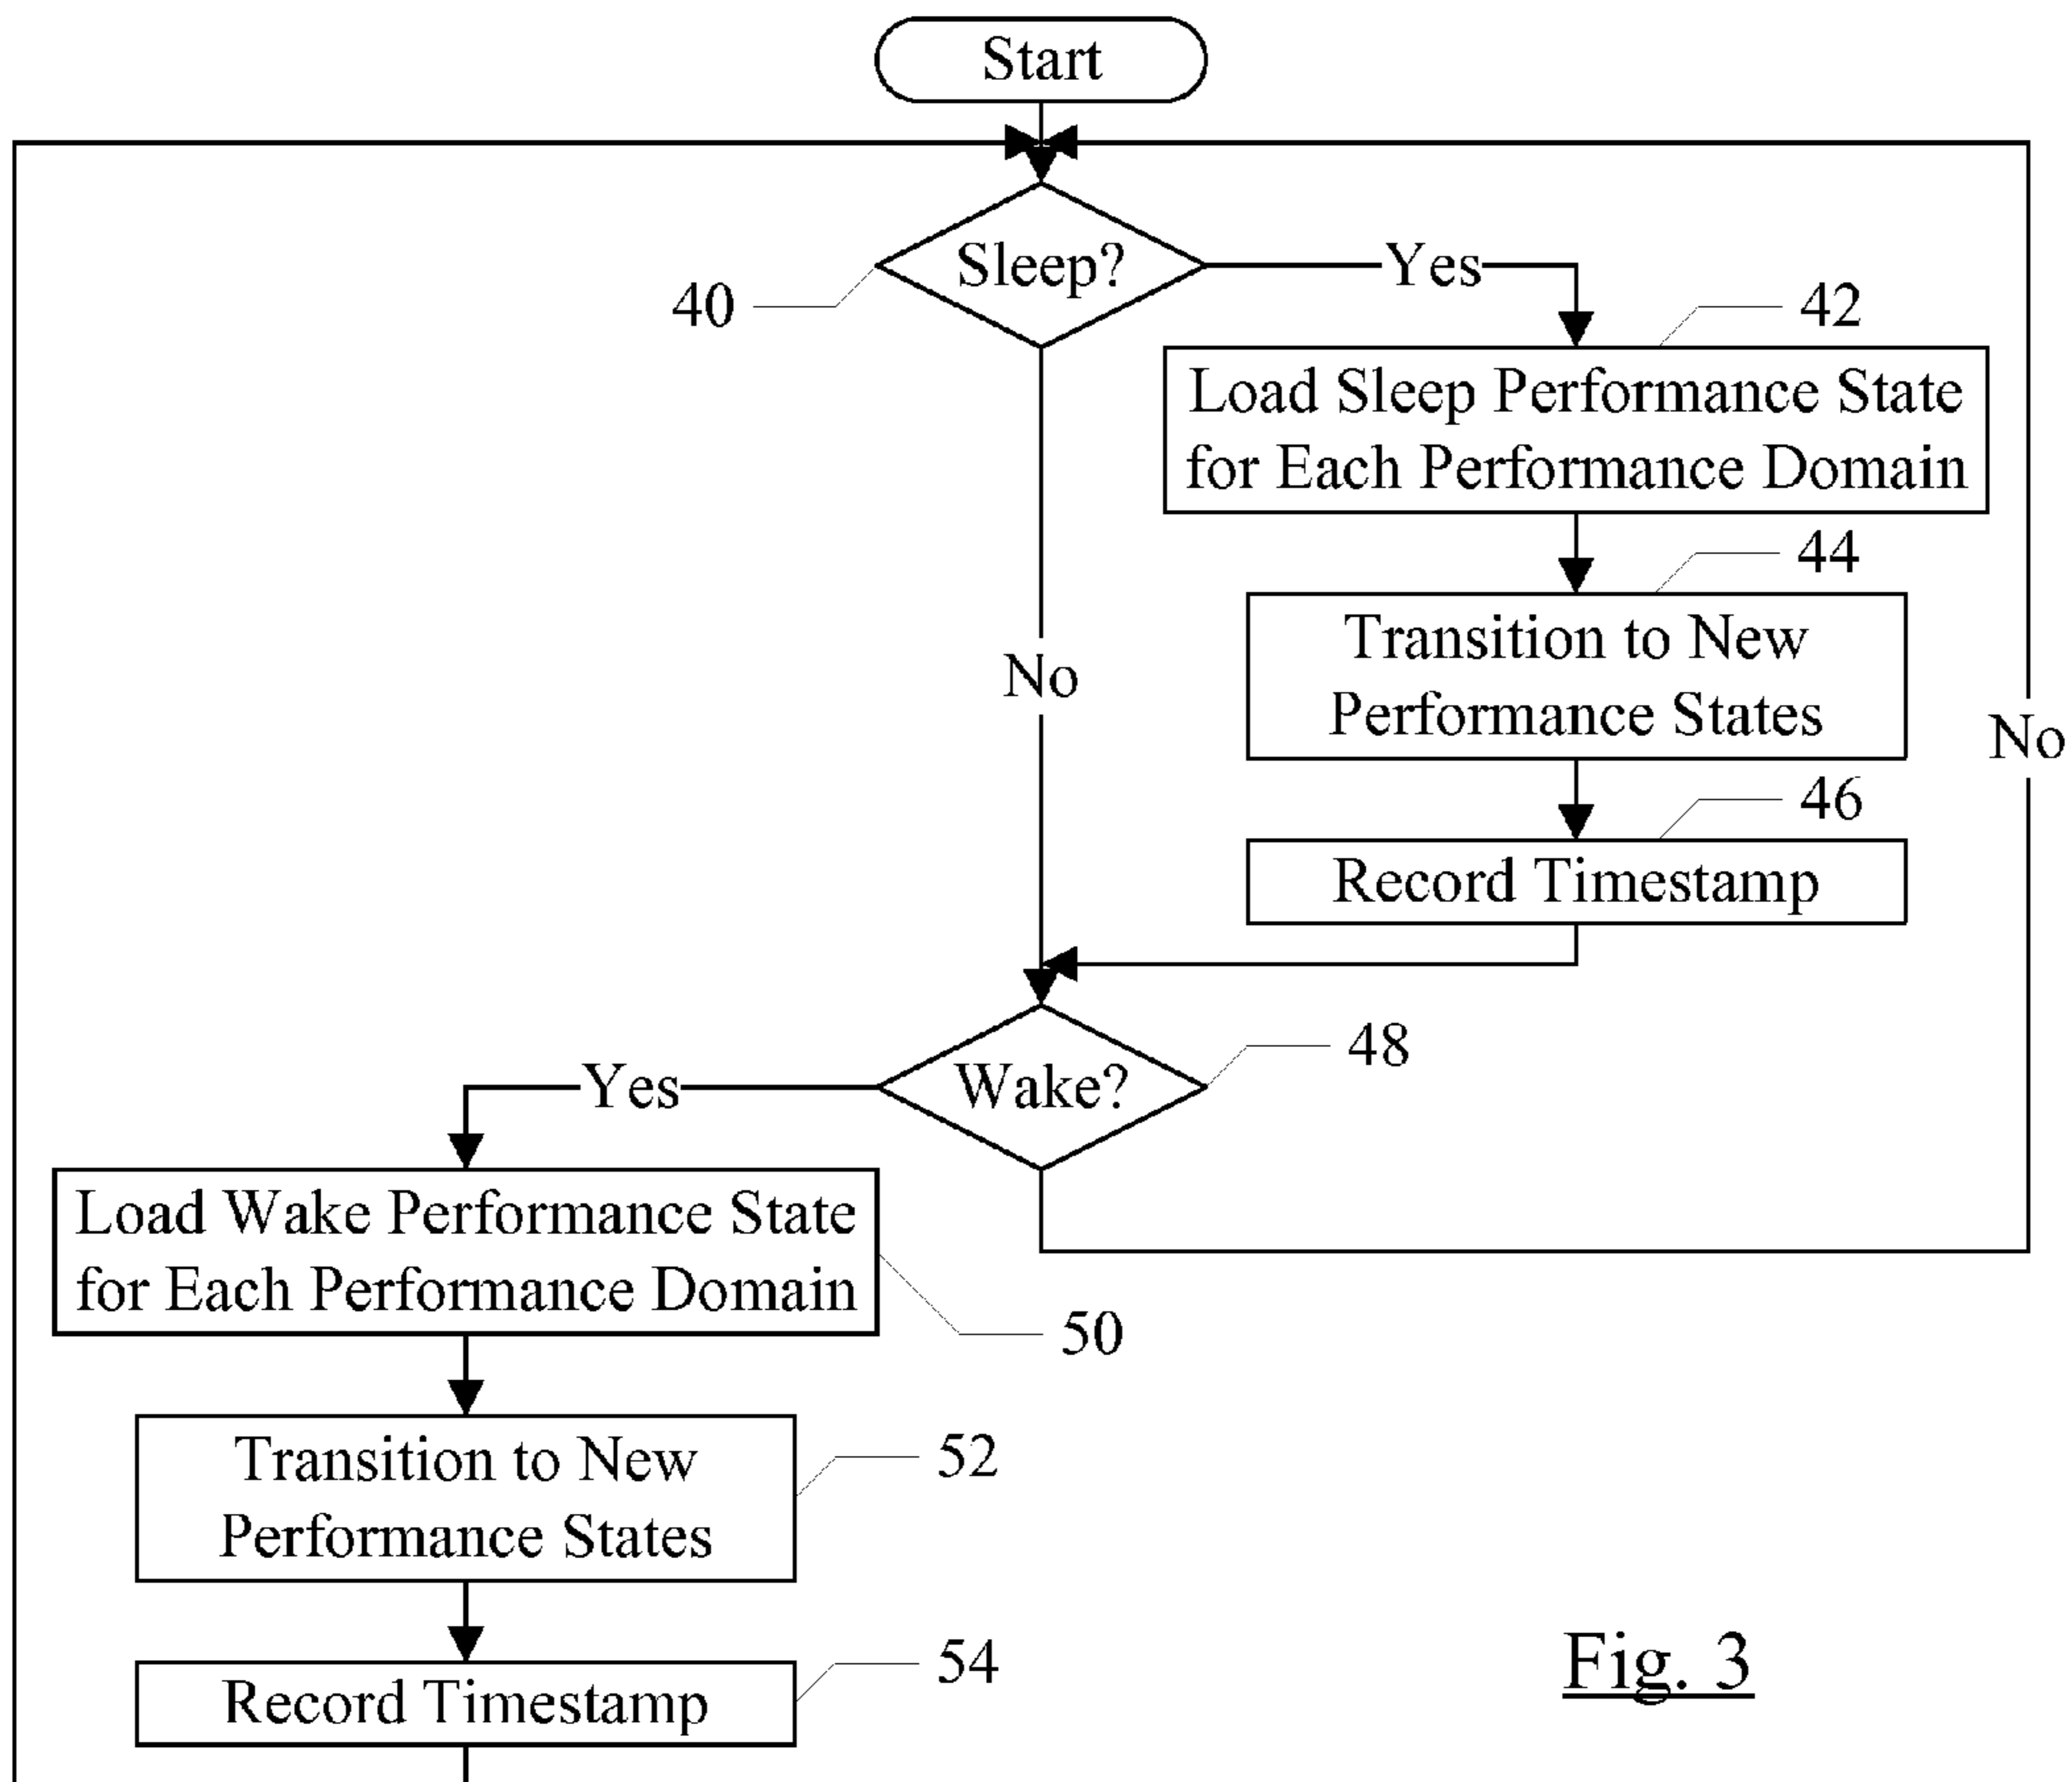 Start
Sleep?
Yes
40
42
Load Sleep Performance State
for Each Performance Domain
44
Transition to New
Performance States
No
No
46
Record Timestamp
48
Wake?
Yes
Load Wake Performance State
for Each Performance Domain
50
52
Transition to New
Performance States
54
Record Timestamp
Fig. 3